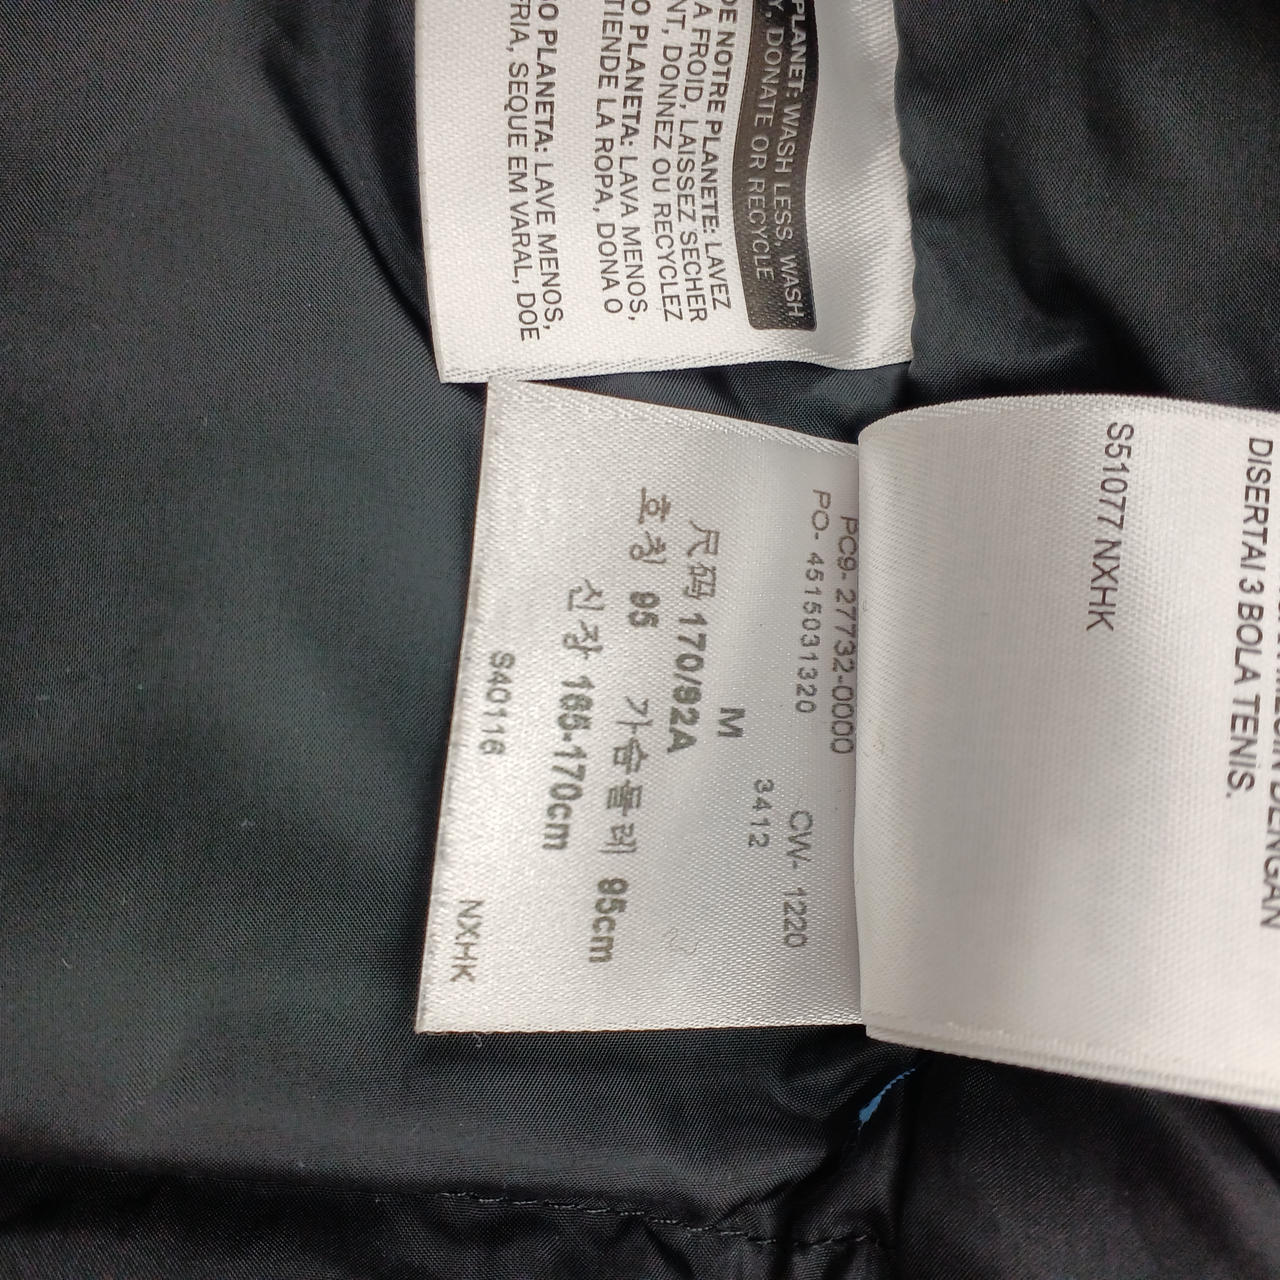 PLANET: WASH LESS, WASH
Y, DONATE OR RECYCLE
DE NOTRE PLANETE: LAVEZ
A FROID, LAISSEZ SECHER
NT, DONNEZ OU RECYCLEZ
O PLANETA: LAVA MENOS,
TIENDE LA ROPA, DONA O
O PLANETA: LAVE MENOS,
FRIA, SEQUE EM VARAL, DOE
PC9- 27732-0000
PO- 4515031320
CW- 1220
3412
M
尺码 170/92A
호칭 95 가슴둘레 95cm
신장 165-170cm
S40116
NXHK
DENGAN
DISERTAI 3 BOLA TENIS.
S51077 NXHK